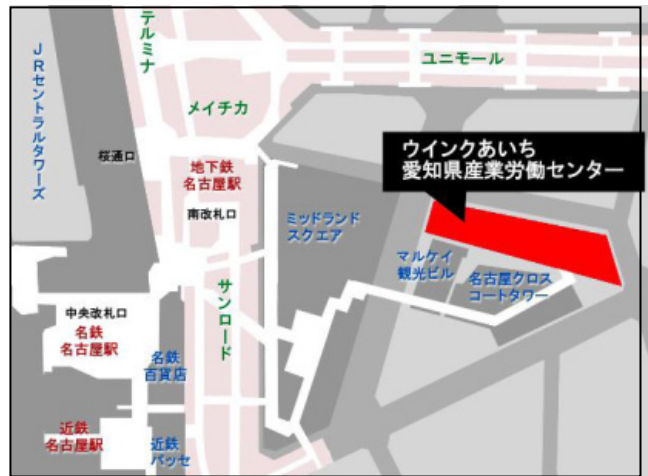 テルミナ
JRセントラルタワーズ
ユニモール
メイチカ
ウインクあいち
愛知県産業労働センター
桜通口
地下鉄
名古屋駅
南改札口
ミッドランド
スクエア
マルケイ
観光ビル
名古屋クロス
コートタワー
サンロード
中央改札口
名鉄
名古屋駅
名鉄
百貨店
近鉄
名古屋駅
近鉄
パッセ